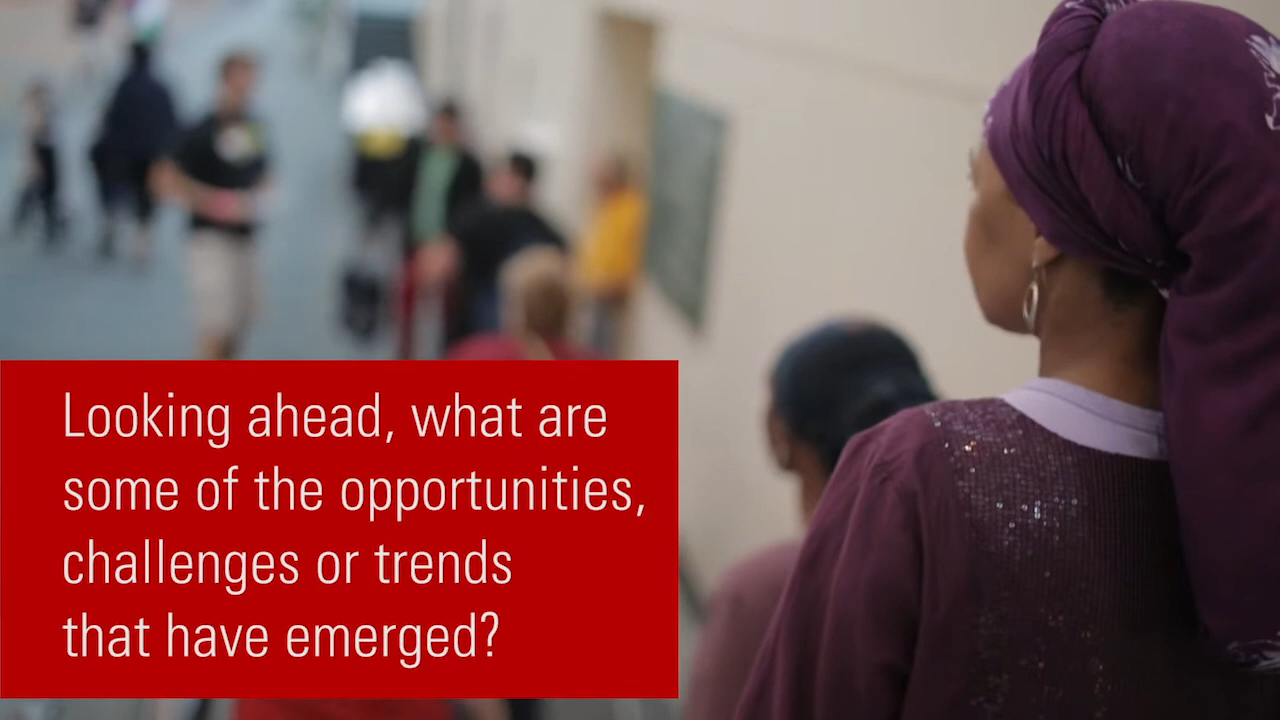 Looking ahead, what are
some of the opportunities,
challenges or trends
that have emerged?